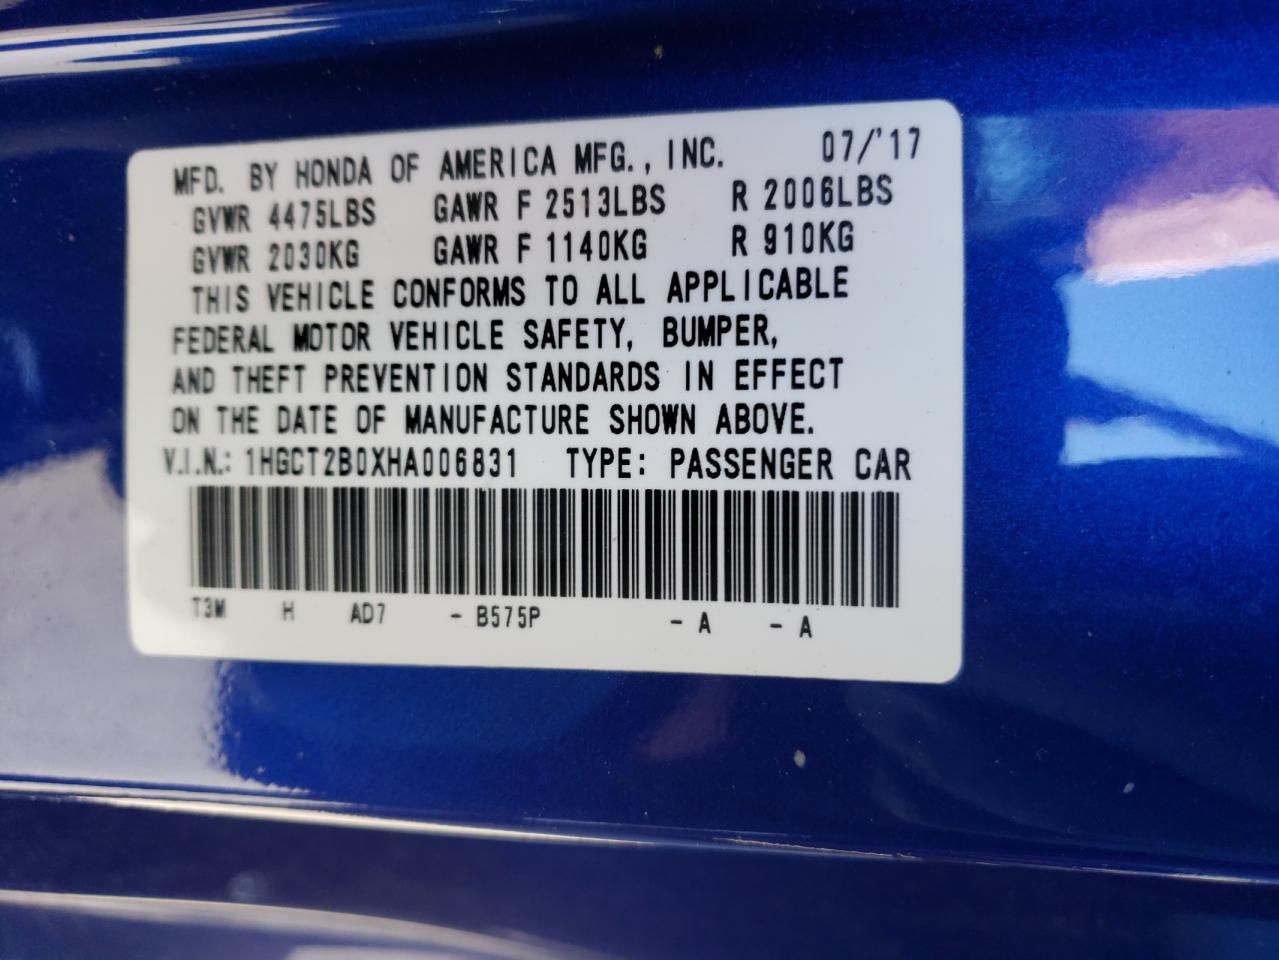 MFD. BY HONDA OF AMERICA MFG., INC. 07/'17
GVWR 4475LBS GAWR F 2513LBS R 2006LBS
GVWR 2030KG GAWR F 1140KG R 910KG
THIS VEHICLE CONFORMS TO ALL APPLICABLE
FEDERAL MOTOR VEHICLE SAFETY, BUMPER,
AND THEFT PREVENTION STANDARDS IN EFFECT
ON THE DATE OF MANUFACTURE SHOWN ABOVE.
V.I.N.: 1HGCT2B0XHA006831 TYPE: PASSENGER CAR
T3M H AD7 - B575P - A - A